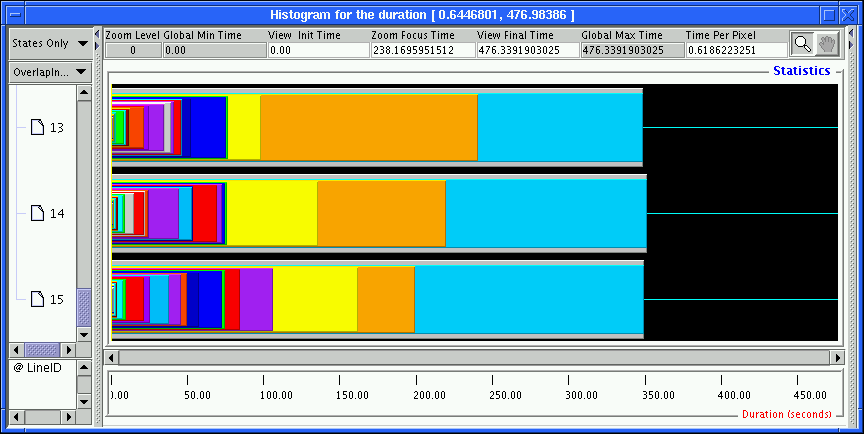 Histogram for the duration [ 0.6446801, 476.98386 ]
States Only
Zoom Level Global Min Time View Init Time Zoom Focus Time View Final Time Global Max Time Time Per Pixel
0 0.00 0.00 238.1695951512 476.3391903025 476.3391903025 0.6186223251
OverlapIn...
Statistics
13
14
15
@ LineID
0.00 50.00 100.00 150.00 200.00 250.00 300.00 350.00 400.00 450.00
Duration (seconds)